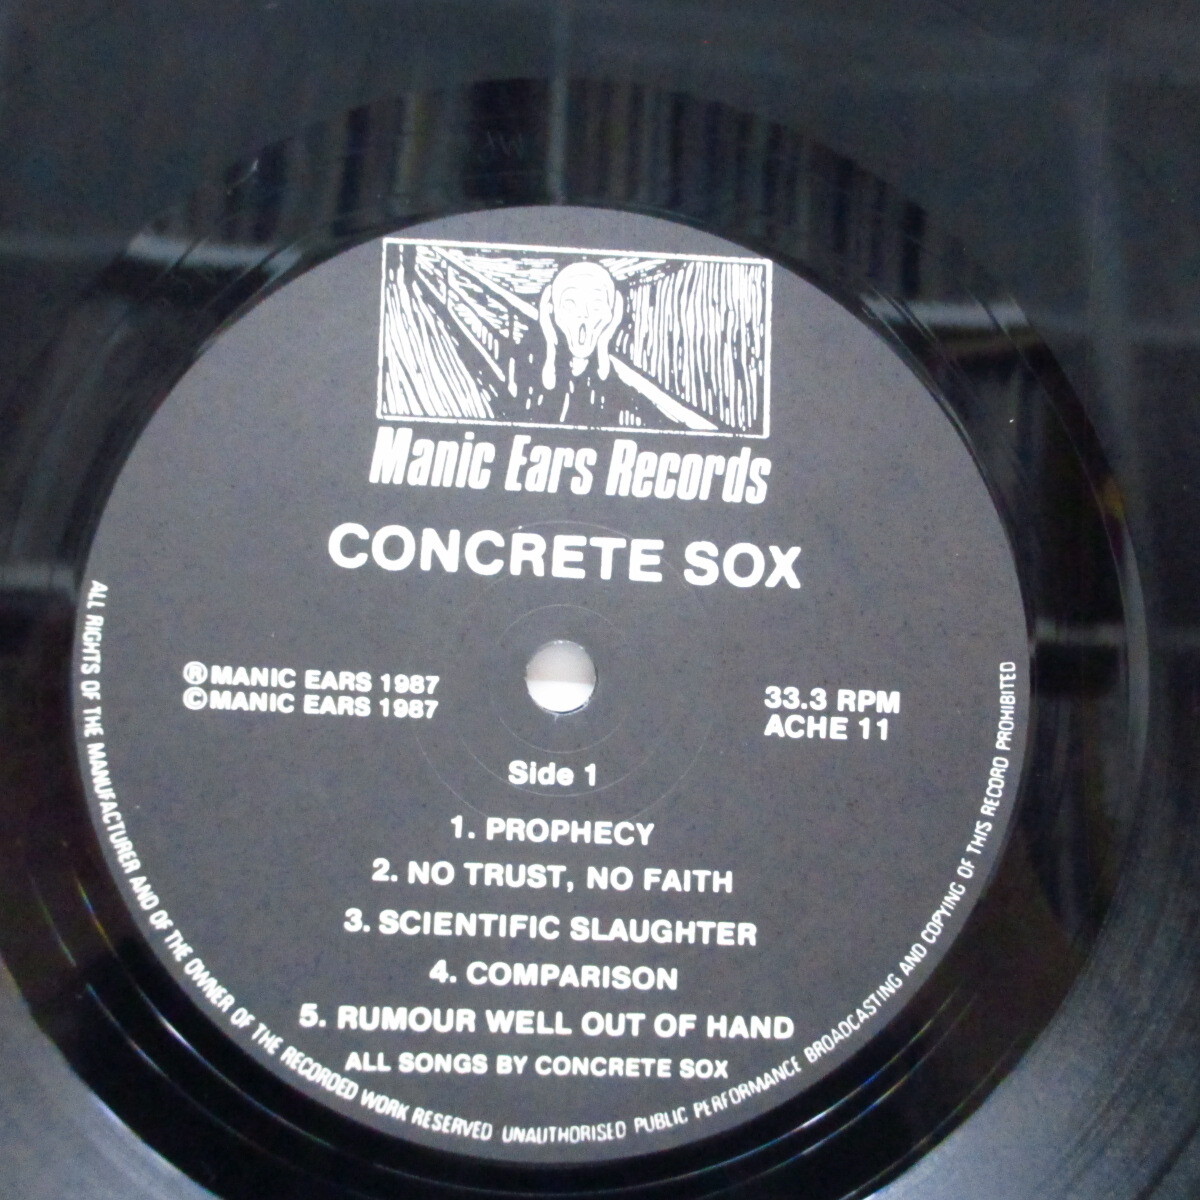 Manic Ears Records
CONCRETE SOX
ⓇMANIC EARS 1987
©MANIC EARS 1987
33.3 RPM
ACHE 11
Side 1
1. PROPHECY
2. NO TRUST, NO FAITH
3. SCIENTIFIC SLAUGHTER
4. COMPARISON
5. RUMOUR WELL OUT OF HAND
ALL SONGS BY CONCRETE SOX
ALL RIGHTS OF THE MANUFACTURER AND OF THE OWNER OF THE RECORDED WORK RESERVED UNAUTHORISED PUBLIC PERFORMANCE BROADCASTING AND COPYING OF THIS RECORD PROHIBITED